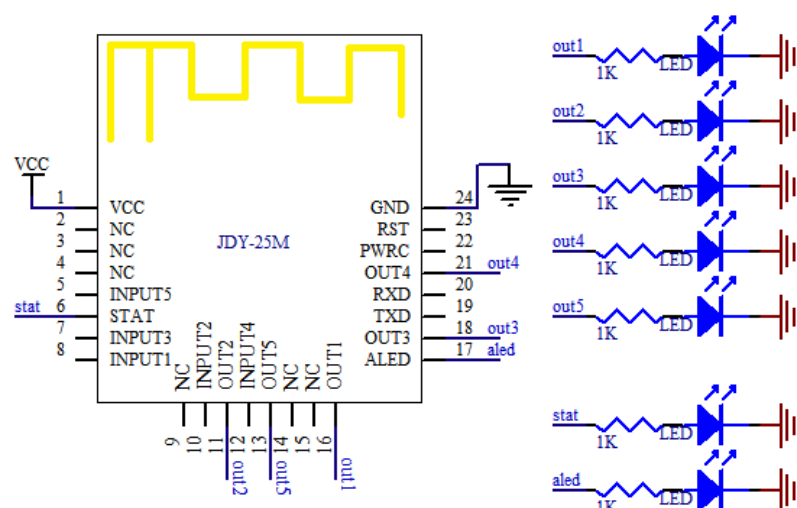 VCC
1 VCC
2 NC
3 NC
4 NC
5 INPUT5
stat 6 STAT
7 INPUT3
8 INPUT1
JDY-25M
GND 24
RST 23
PWRC 22
OUT4 21 out4
RXD 20
TXD 19
OUT3 18 out3
ALED 17 aled
NC 9
INPUT2 10
OUT2 11 out2
INPUT4 12
OUT5 13 out5
NC 14
NC 15
OUT1 16 out1
out1 1K LED
out2 1K LED
out3 1K LED
out4 1K LED
out5 1K LED
stat 1K LED
aled 1K LED